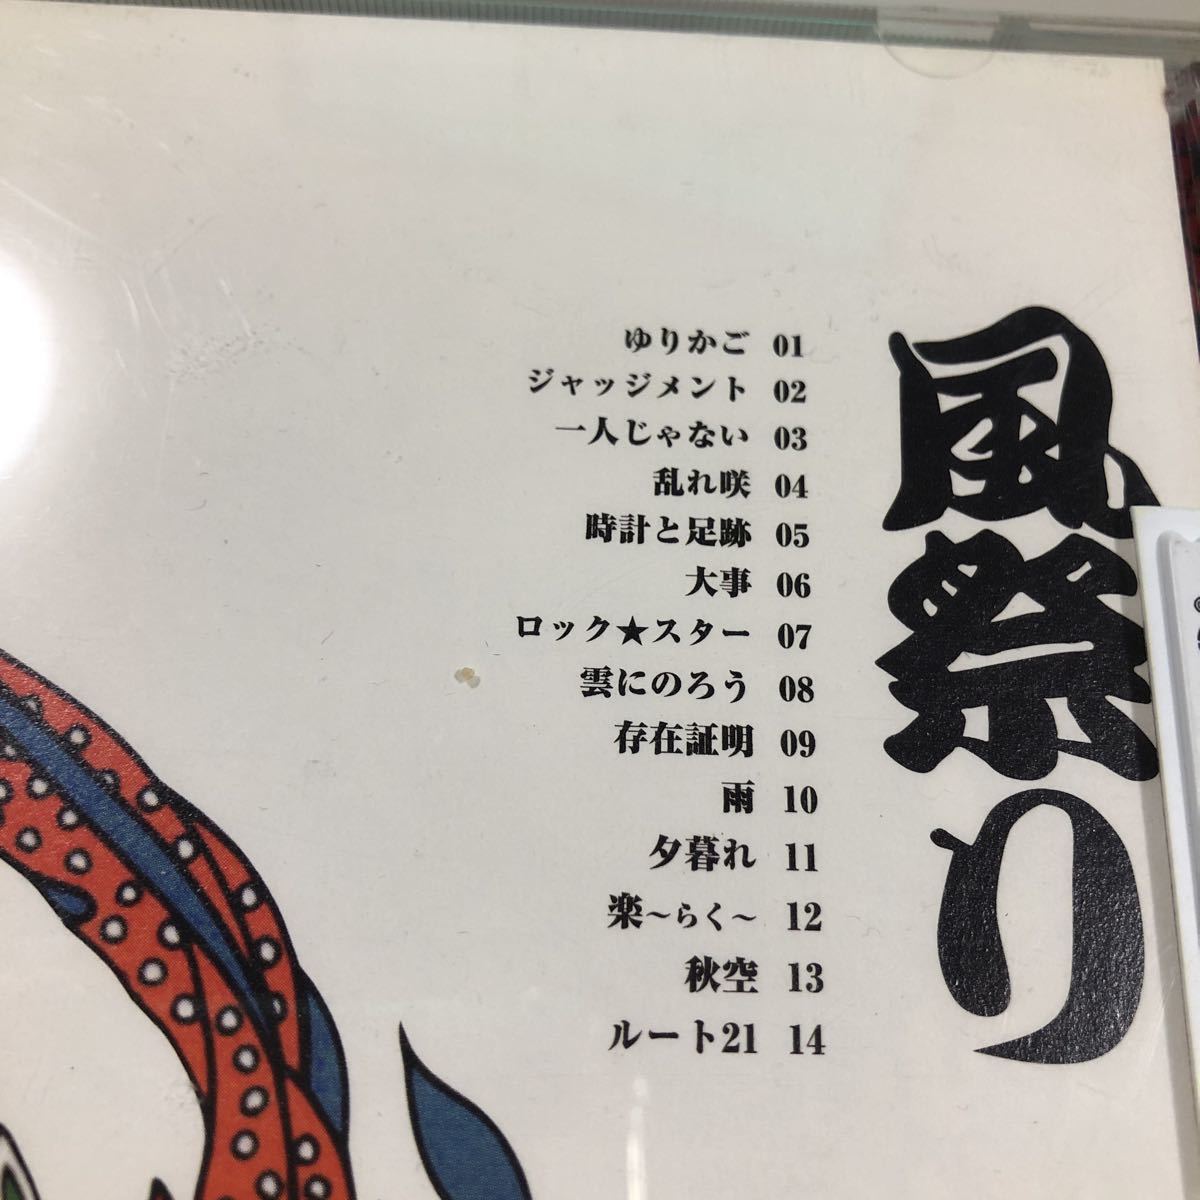 風祭り
ゆりかご 01
ジャッジメント 02
一人じゃない 03
乱れ咲 04
時計と足跡 05
大事 06
ロック★スター 07
雲にのろう 08
存在証明 09
雨 10
夕暮れ 11
楽〜らく〜 12
秋空 13
ルート21 14